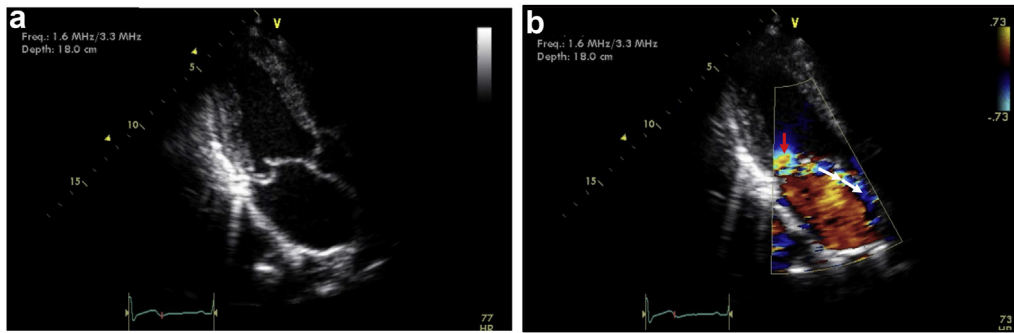 a
V
Freq.: 1.6 MHz/3.3 MHz
Depth: 18.0 cm
5
10
15
77
HR
b
V
.73
Freq.: 1.6 MHz/3.3 MHz
Depth: 18.0 cm
5
-.73
10
15
73
HR